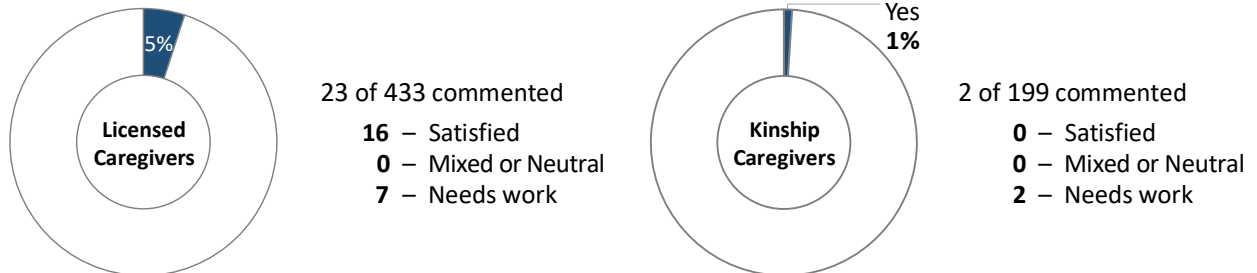 5%
Licensed
Caregivers
23 of 433 commented
16 – Satisfied
0 – Mixed or Neutral
7 – Needs work
Yes
1%
Kinship
Caregivers
2 of 199 commented
0 – Satisfied
0 – Mixed or Neutral
2 – Needs work